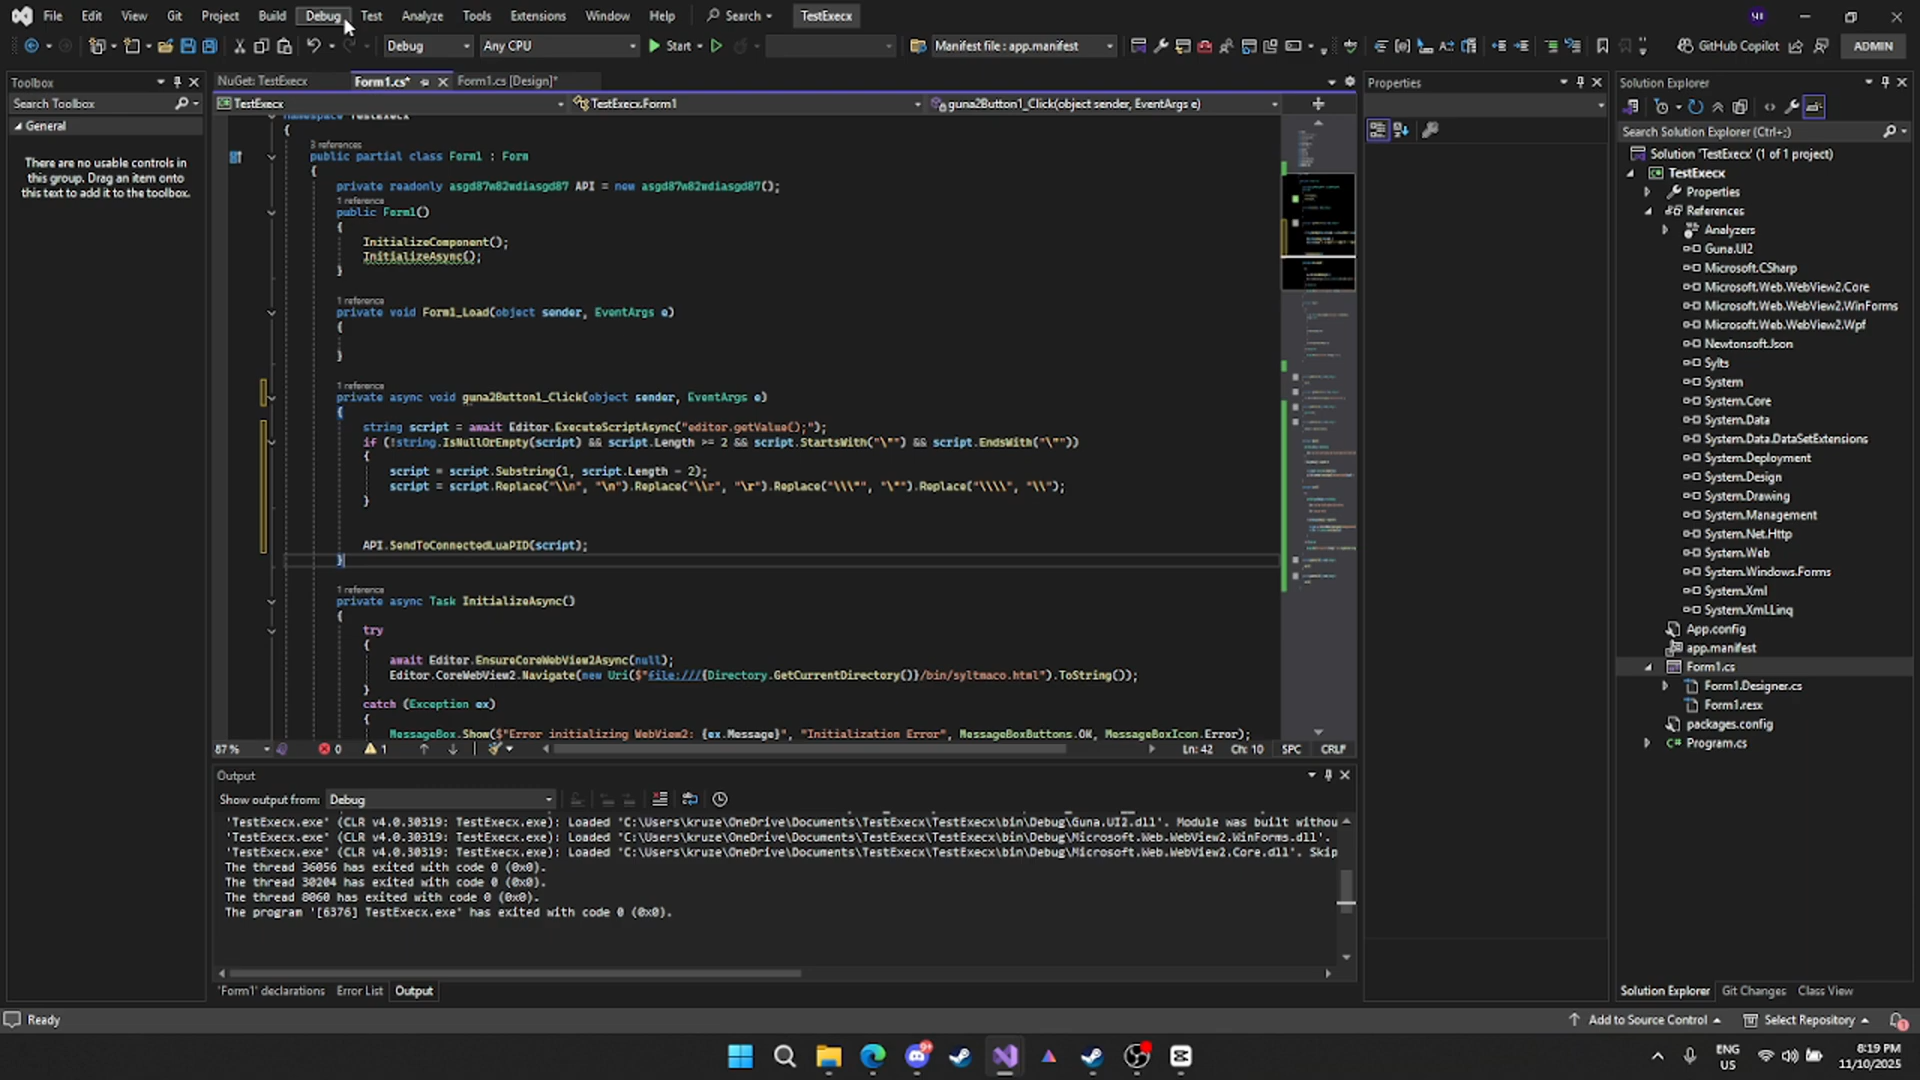 File Edit View Git Project Build Debug Test Analyze Tools Extensions Window Help Search TestExecx
Debug Any CPU Start Manifest file : app.manifest GitHub Copilot ADMIN
Toolbox
Search Toolbox
General
There are no usable controls in
this group. Drag an item onto
this text to add it to the toolbox.
NuGet: TestExecx Form1.cs* Form1.cs [Design]*
TestExecx TestExecx.Form1 guna2Button1_Click(object sender, EventArgs e)
namespace TestExecx
{
3 references
public partial class Form1 : Form
{
private readonly asgd87w82wdiasgd87 API = new asgd87w82wdiasgd87();
1 reference
public Form1()
{
InitializeComponent();
InitializeAsync();
}
1 reference
private void Form1_Load(object sender, EventArgs e)
{
}
1 reference
private async void guna2Button1_Click(object sender, EventArgs e)
{
string script = await Editor.ExecuteScriptAsync("editor.getValue();");
if (!string.IsNullOrEmpty(script) && script.Length >= 2 && script.StartsWith("\"") && script.EndsWith("\""))
{
script = script.Substring(1, script.Length - 2);
script = script.Replace("\\n", "\n").Replace("\\r", "\r").Replace("\\\"", "\"").Replace("\\\\", "\\");
}
API.SendToConnectedLuaPID(script);
}
1 reference
private async Task InitializeAsync()
{
try
{
await Editor.EnsureCoreWebView2Async(null);
Editor.CoreWebView2.Navigate(new Uri($"file:///{Directory.GetCurrentDirectory()}/bin/syltmaco.html").ToString());
}
catch (Exception ex)
{
MessageBox.Show($"Error initializing WebView2: {ex.Message}", "Initialization Error", MessageBoxButtons.OK, MessageBoxIcon.Error);
87 % 0 1 Ln: 42 Ch: 10 SPC CRLF
Output
Show output from: Debug
'TestExecx.exe' (CLR v4.0.30319: TestExecx.exe): Loaded 'C:\Users\kruze\OneDrive\Documents\TestExecx\TestExecx\bin\Debug\Guna.UI2.dll'. Module was built withou
'TestExecx.exe' (CLR v4.0.30319: TestExecx.exe): Loaded 'C:\Users\kruze\OneDrive\Documents\TestExecx\TestExecx\bin\Debug\Microsoft.Web.WebView2.WinForms.dll'.
'TestExecx.exe' (CLR v4.0.30319: TestExecx.exe): Loaded 'C:\Users\kruze\OneDrive\Documents\TestExecx\TestExecx\bin\Debug\Microsoft.Web.WebView2.Core.dll'. Skip
The thread 36056 has exited with code 0 (0x0).
The thread 30204 has exited with code 0 (0x0).
The thread 8060 has exited with code 0 (0x0).
The program '[6376] TestExecx.exe' has exited with code 0 (0x0).
'Form1' declarations Error List Output
Properties
Solution Explorer
Search Solution Explorer (Ctrl+;)
Solution 'TestExecx' (1 of 1 project)
TestExecx
Properties
References
Analyzers
Guna.UI2
Microsoft.CSharp
Microsoft.Web.WebView2.Core
Microsoft.Web.WebView2.WinForms
Microsoft.Web.WebView2.Wpf
Newtonsoft.Json
Sylts
System
System.Core
System.Data
System.Data.DataSetExtensions
System.Deployment
System.Design
System.Drawing
System.Management
System.Net.Http
System.Web
System.Windows.Forms
System.Xml
System.Xml.Linq
App.config
app.manifest
Form1.cs
Form1.Designer.cs
Form1.resx
packages.config
C# Program.cs
Solution Explorer Git Changes Class View
Ready
Add to Source Control Select Repository
ENG
US
8:19 PM
11/10/2025